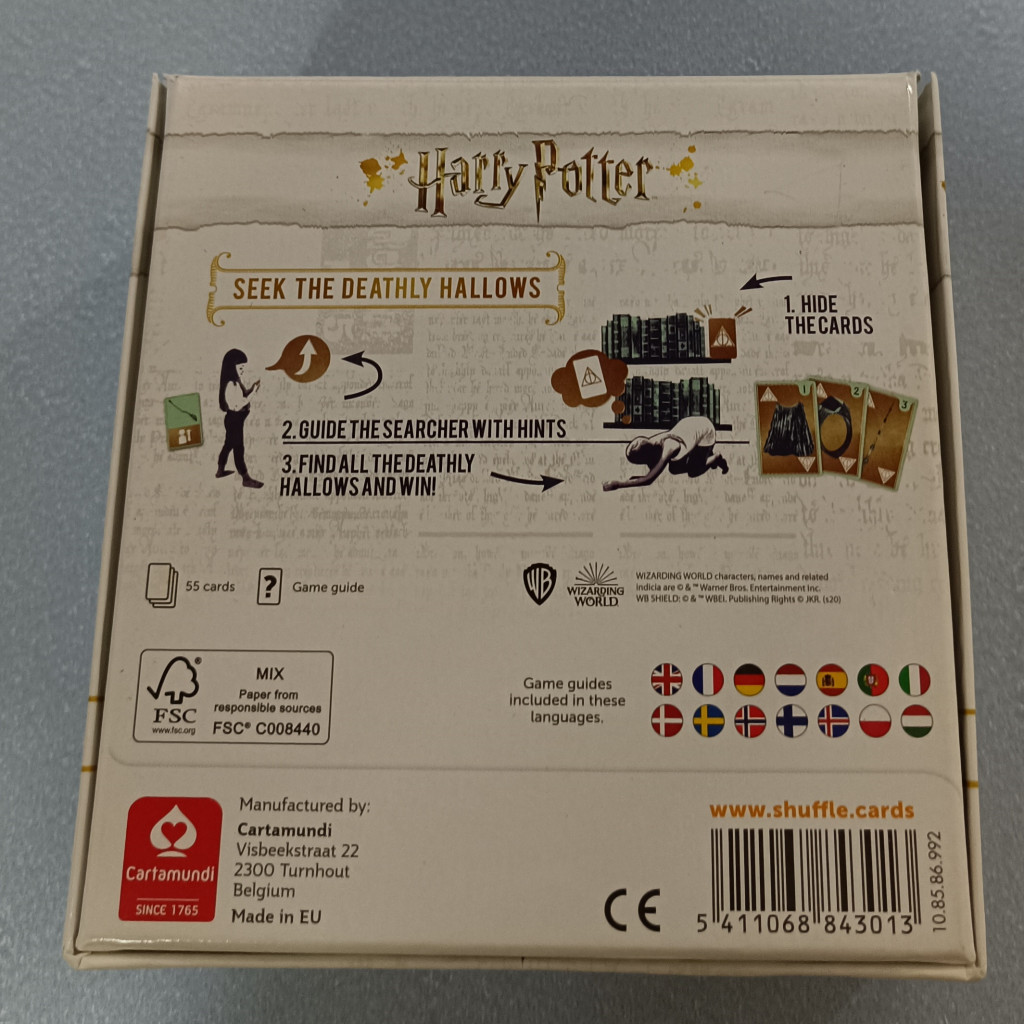 Harry Potter
SEEK THE DEATHLY HALLOWS
1. HIDE
THE CARDS
1
2
3
2. GUIDE THE SEARCHER WITH HINTS
3. FIND ALL THE DEATHLY
HALLOWS AND WIN!
55 cards
?
Game guide
WB
WIZARDING
WORLD
WIZARDING WORLD characters, names and related
indicia are © & ™ Warner Bros. Entertainment Inc.
WB SHIELD: © & ™ WBEI. Publishing Rights © JKR. (s20)
FSC®
www.fsc.org
MIX
Paper from
responsible sources
FSC® C008440
Game guides
included in these
languages.
Cartamundi
SINCE 1765
Manufactured by:
Cartamundi
Visbeekstraat 22
2300 Turnhout
Belgium
Made in EU
CE
www.shuffle.cards
5 411068 843013
10.85.86.992